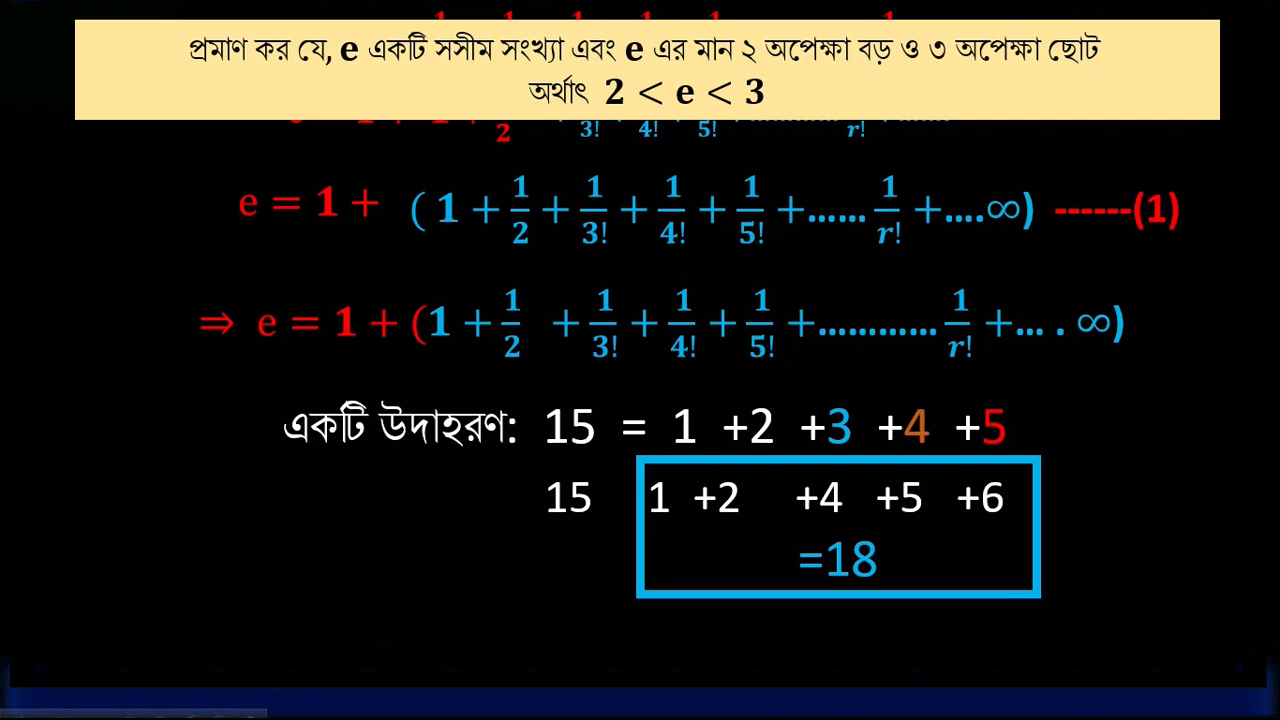 প্রমাণ কর যে, e একটি সসীম সংখ্যা এবং e এর মান ২ অপেক্ষা বড় ও ৩ অপেক্ষা ছোট
অর্থাৎ 2 < e < 3
e = 1 + ( 1 + 1/2 + 1/3! + 1/4! + 1/5! +...... 1/r! +....∞) ------(1)
⇒ e = 1 + (1 + 1/2 + 1/3! + 1/4! + 1/5! +............ 1/r! +... . ∞)
একটি উদাহরণ: 15 = 1 +2 +3 +4 +5
15 1 +2 +4 +5 +6
=18